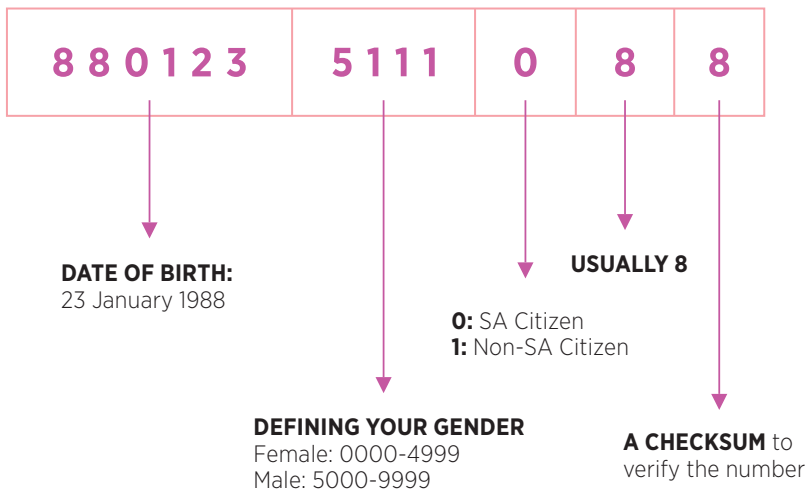 880123 5111 0 8 8
DATE OF BIRTH:
23 January 1988
USUALLY 8
0: SA Citizen
1: Non-SA Citizen
DEFINING YOUR GENDER
Female: 0000-4999
Male: 5000-9999
A CHECKSUM to
verify the number